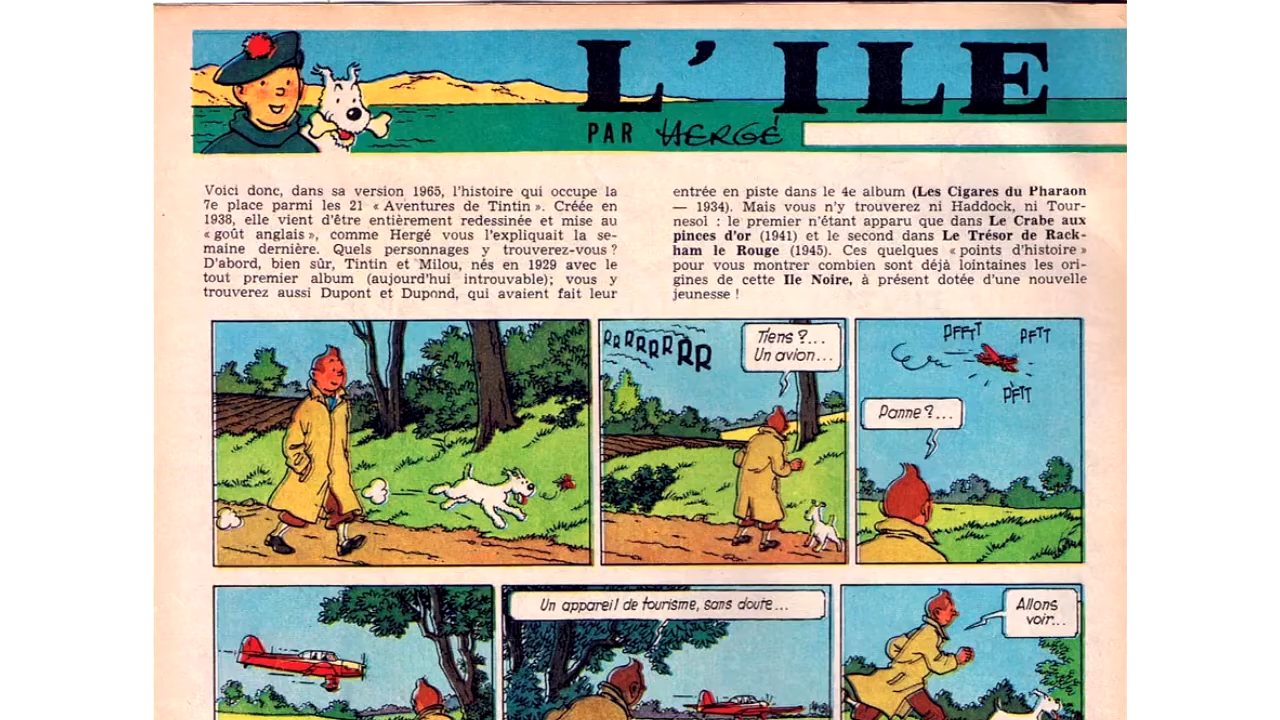 L'ILE
PAR HERGÉ
Voici donc, dans sa version 1965, l'histoire qui occupe la
7e place parmi les 21 « Aventures de Tintin ». Créée en
1938, elle vient d'être entièrement redessinée et mise au
« goût anglais », comme Hergé vous l'expliquait la se-
maine dernière. Quels personnages y trouverez-vous ?
D'abord, bien sûr, Tintin et Milou, nés en 1929 avec le
tout premier album (aujourd'hui introuvable); vous y
trouverez aussi Dupont et Dupond, qui avaient fait leur
entrée en piste dans le 4e album (Les Cigares du Pharaon
— 1934). Mais vous n'y trouverez ni Haddock, ni Tour-
nesol : le premier n'étant apparu que dans Le Crabe aux
pinces d'or (1941) et le second dans Le Trésor de Rack-
ham le Rouge (1945). Ces quelques « points d'histoire »
pour vous montrer combien sont déjà lointaines les ori-
gines de cette Ile Noire, à présent dotée d'une nouvelle
jeunesse !
RRRRRRRR
Tiens ?...
Un avion...
PFFTT
PFTT
PFTT
Panne ?...
Un appareil de tourisme, sans doute...
Allons
voir...